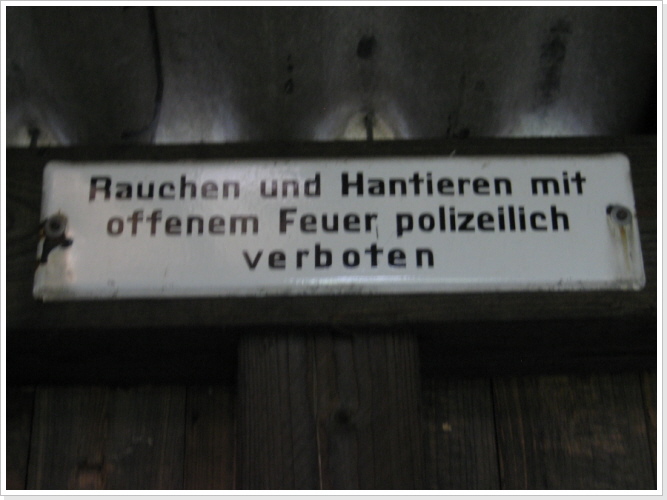 Rauchen und Hantieren mit
offenem Feuer polizeilich
verboten